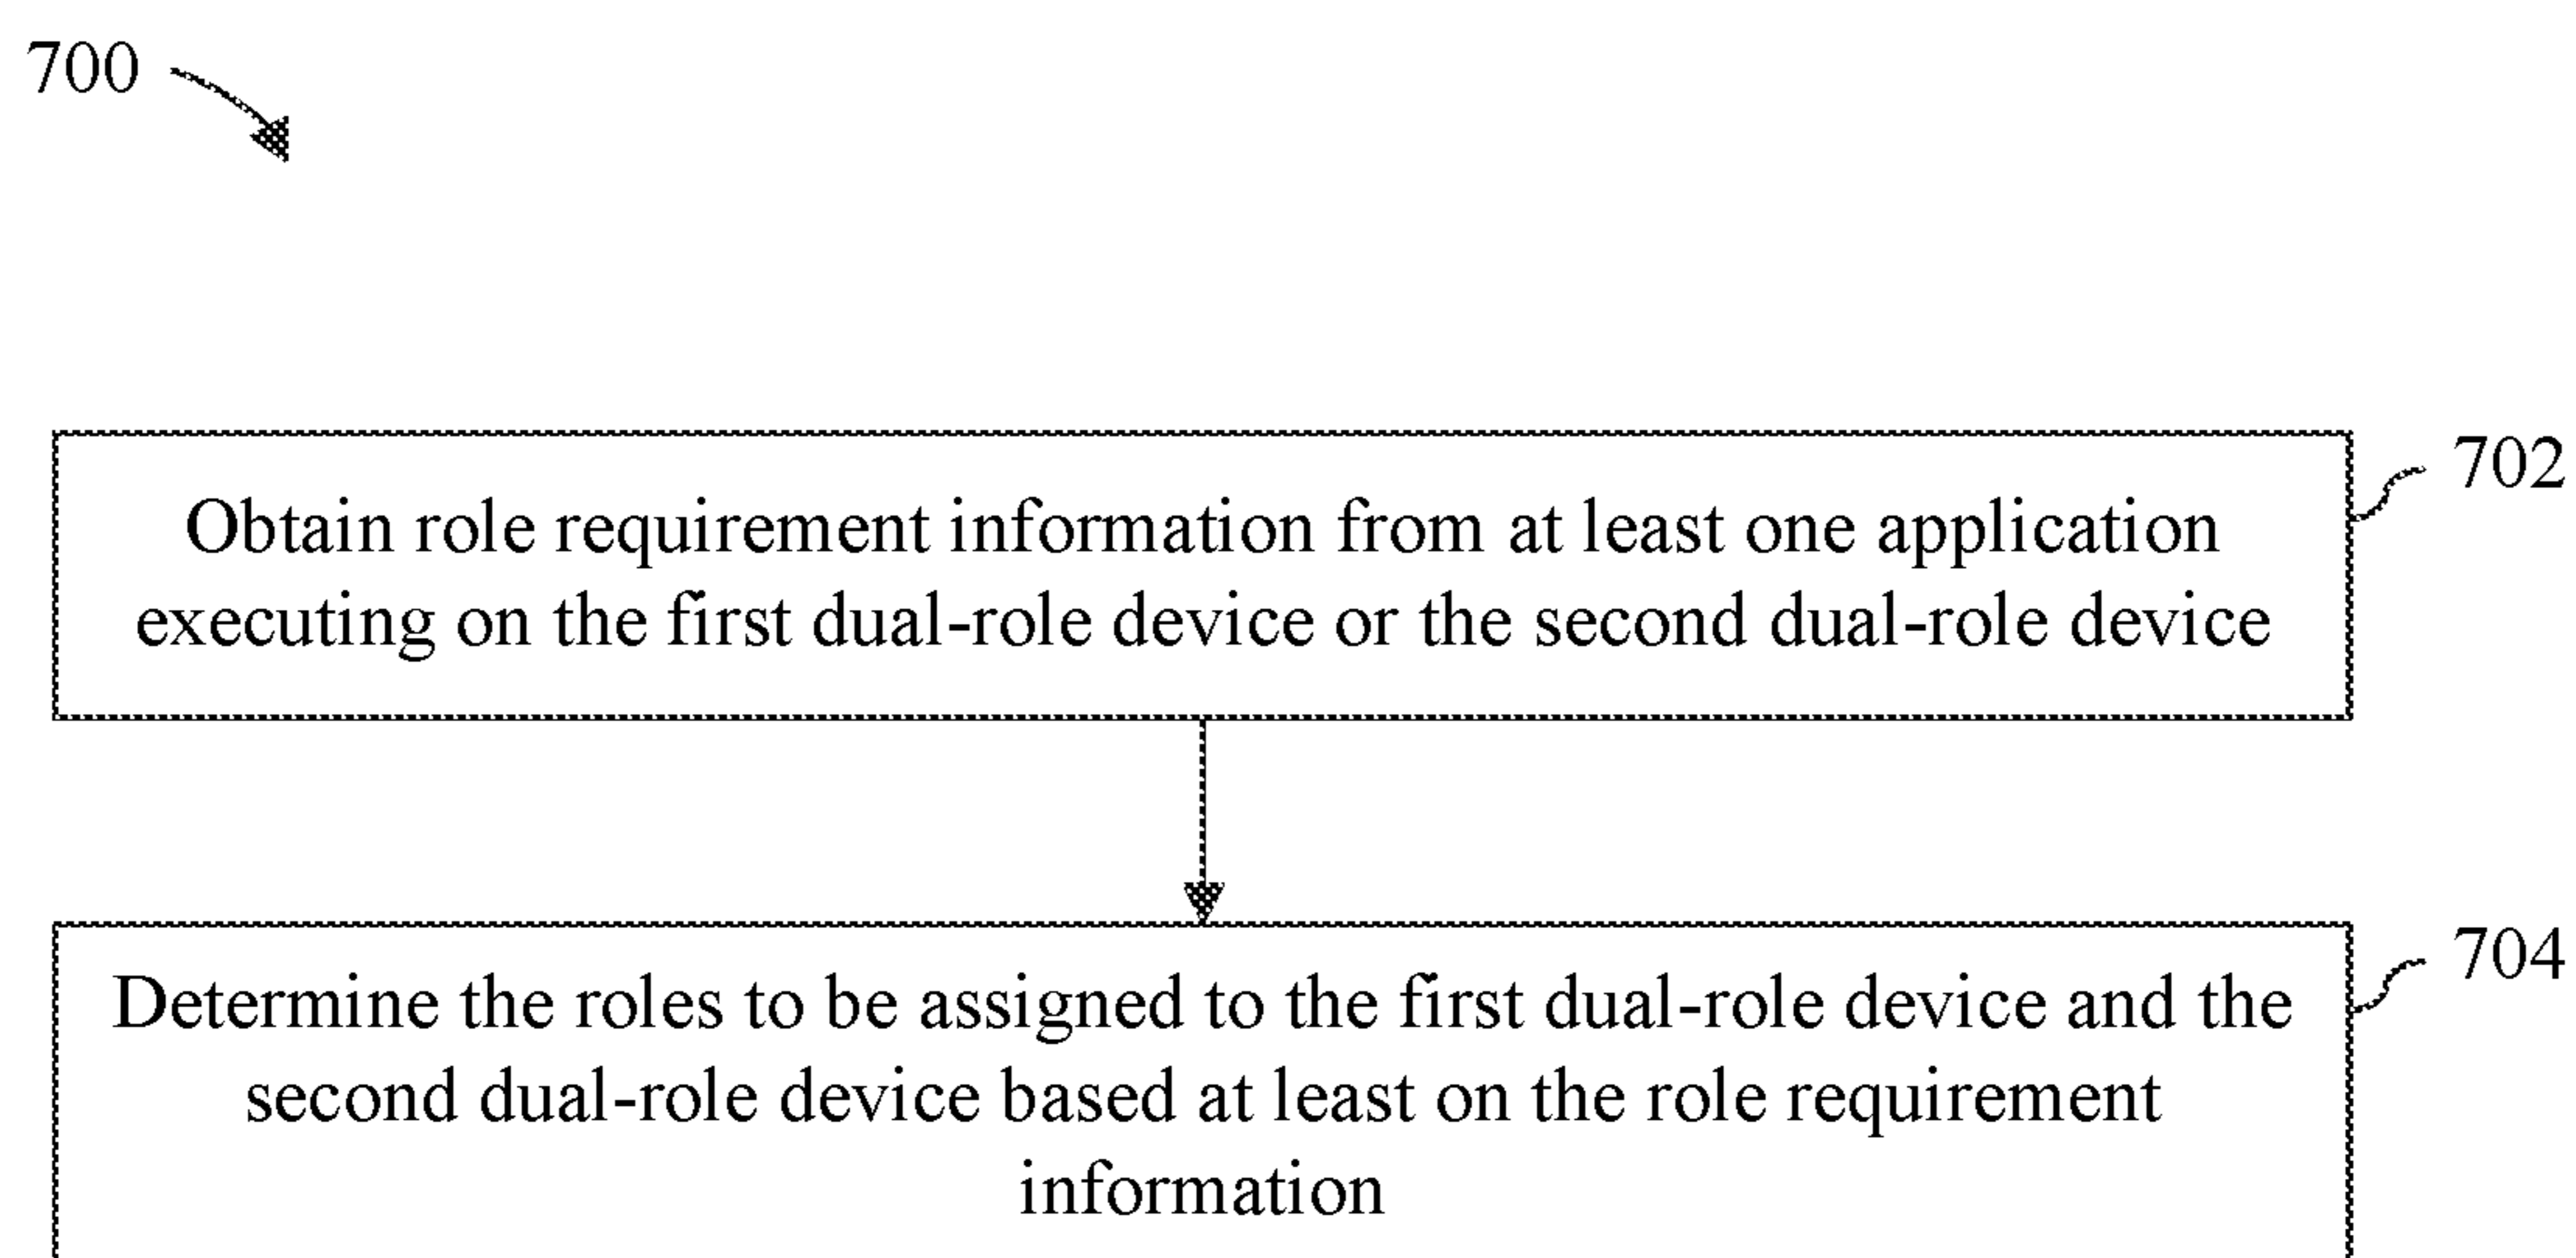 700
702
Obtain role requirement information from at least one application
executing on the first dual-role device or the second dual-role device
704
Determine the roles to be assigned to the first dual-role device and the
second dual-role device based at least on the role requirement
information